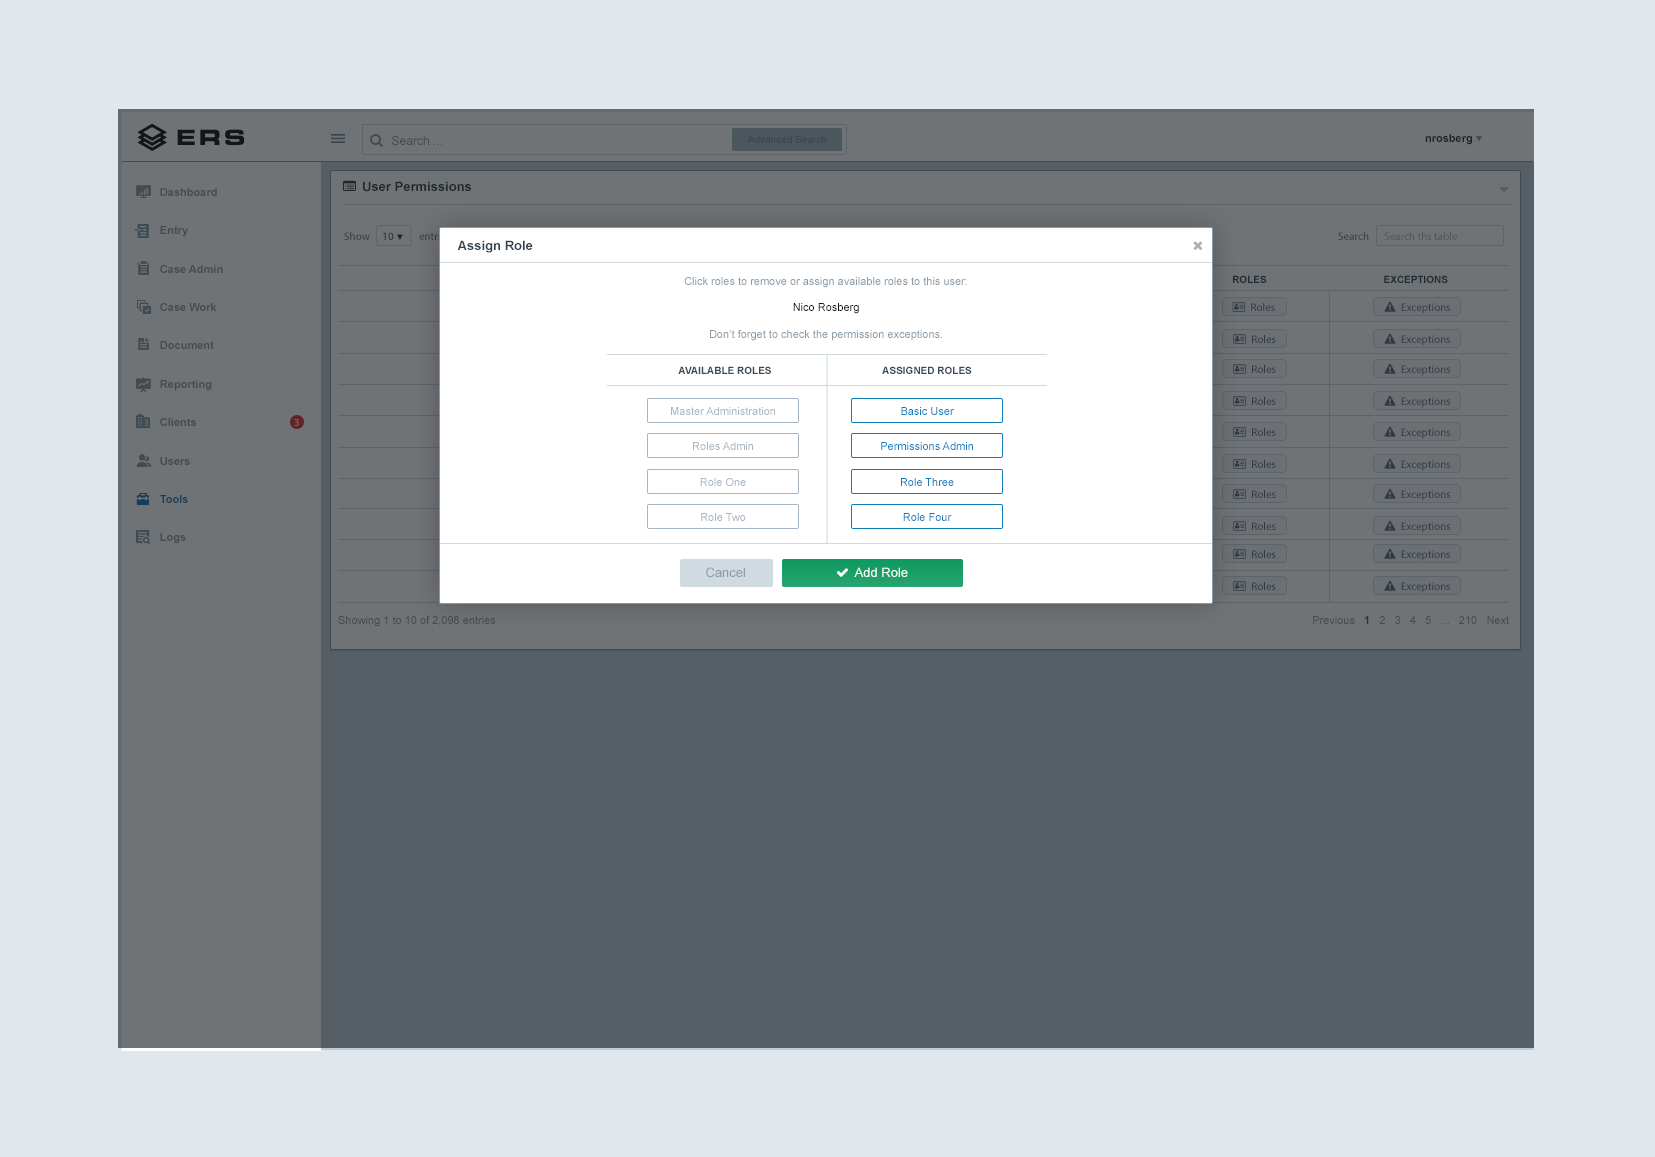 ERS
Search ...
Advanced Search
nrosberg
Dashboard
Entry
Case Admin
Case Work
Document
Reporting
Clients
3
Users
Tools
Logs
User Permissions
Show 10 entr
Search Search ths table
ROLES EXCEPTIONS
Roles Exceptions
Roles Exceptions
Roles Exceptions
Roles Exceptions
Roles Exceptions
Roles Exceptions
Roles Exceptions
Roles Exceptions
Roles Exceptions
Roles Exceptions
Showing 1 to 10 of 2,098 entries
Previous 1 2 3 4 5 ... 210 Next
Assign Role
Click roles to remove or assign available roles to this user:
Nico Rosberg
Don't forget to check the permission exceptions.
AVAILABLE ROLES ASSIGNED ROLES
Master Administration Basic User
Roles Admin Permissions Admin
Role One Role Three
Role Two Role Four
Cancel Add Role